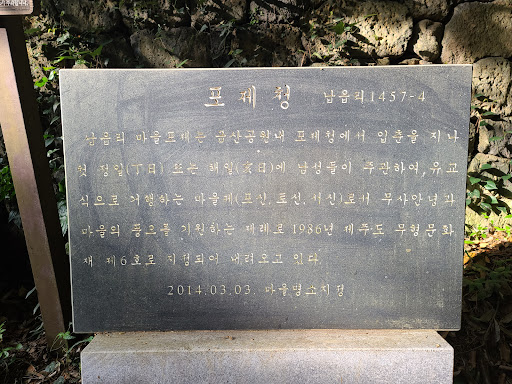 포제청 납읍리1457-4
납읍리 마을포제는 금산공원내 포제청에서 입춘을 지나
첫 정일(丁日) 또는 해일(亥日)에 남성들이 주관하여, 유교
식으로 거행하는 마을제(포신, 토신, 서신)로서 무사안녕과
마을의 풍요를 기원하는 제례로 1986년 제주도 무형문화
재 제6호로 지정되어 내려오고 있다.
2014.03.03. 마을명소지정